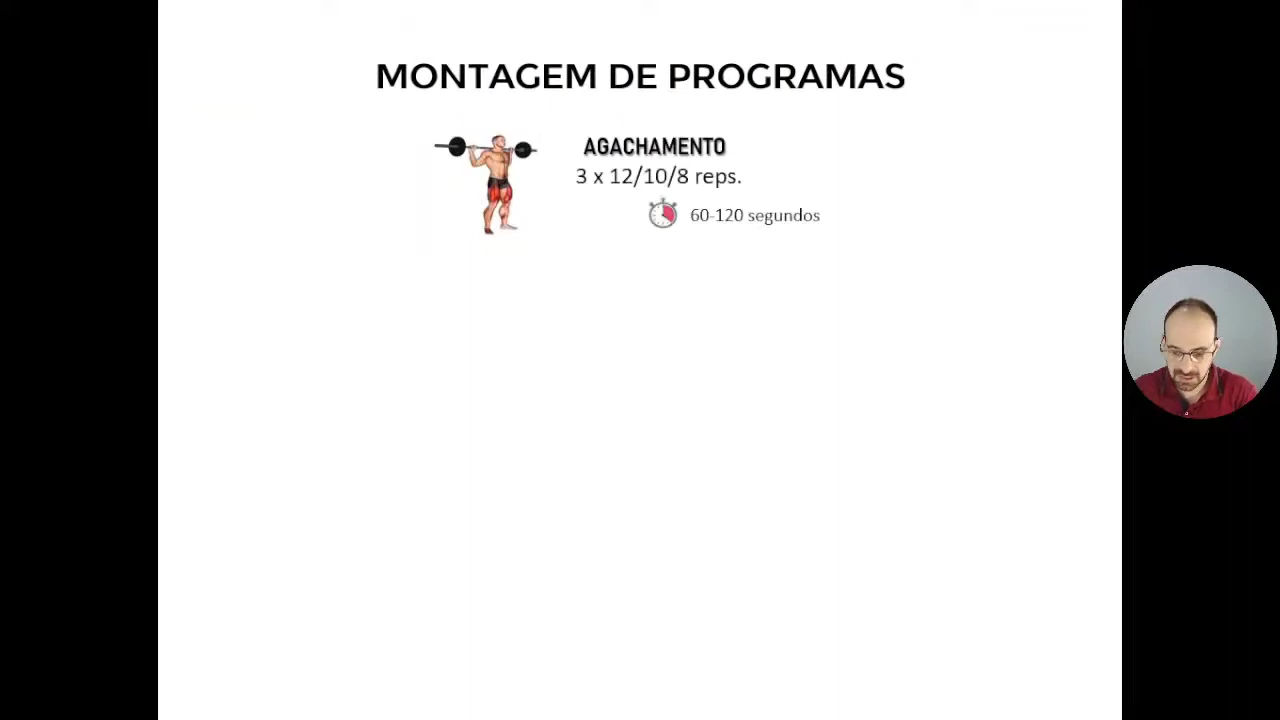 MONTAGEM DE PROGRAMAS
AGACHAMENTO
3 x 12/10/8 reps.
60-120 segundos